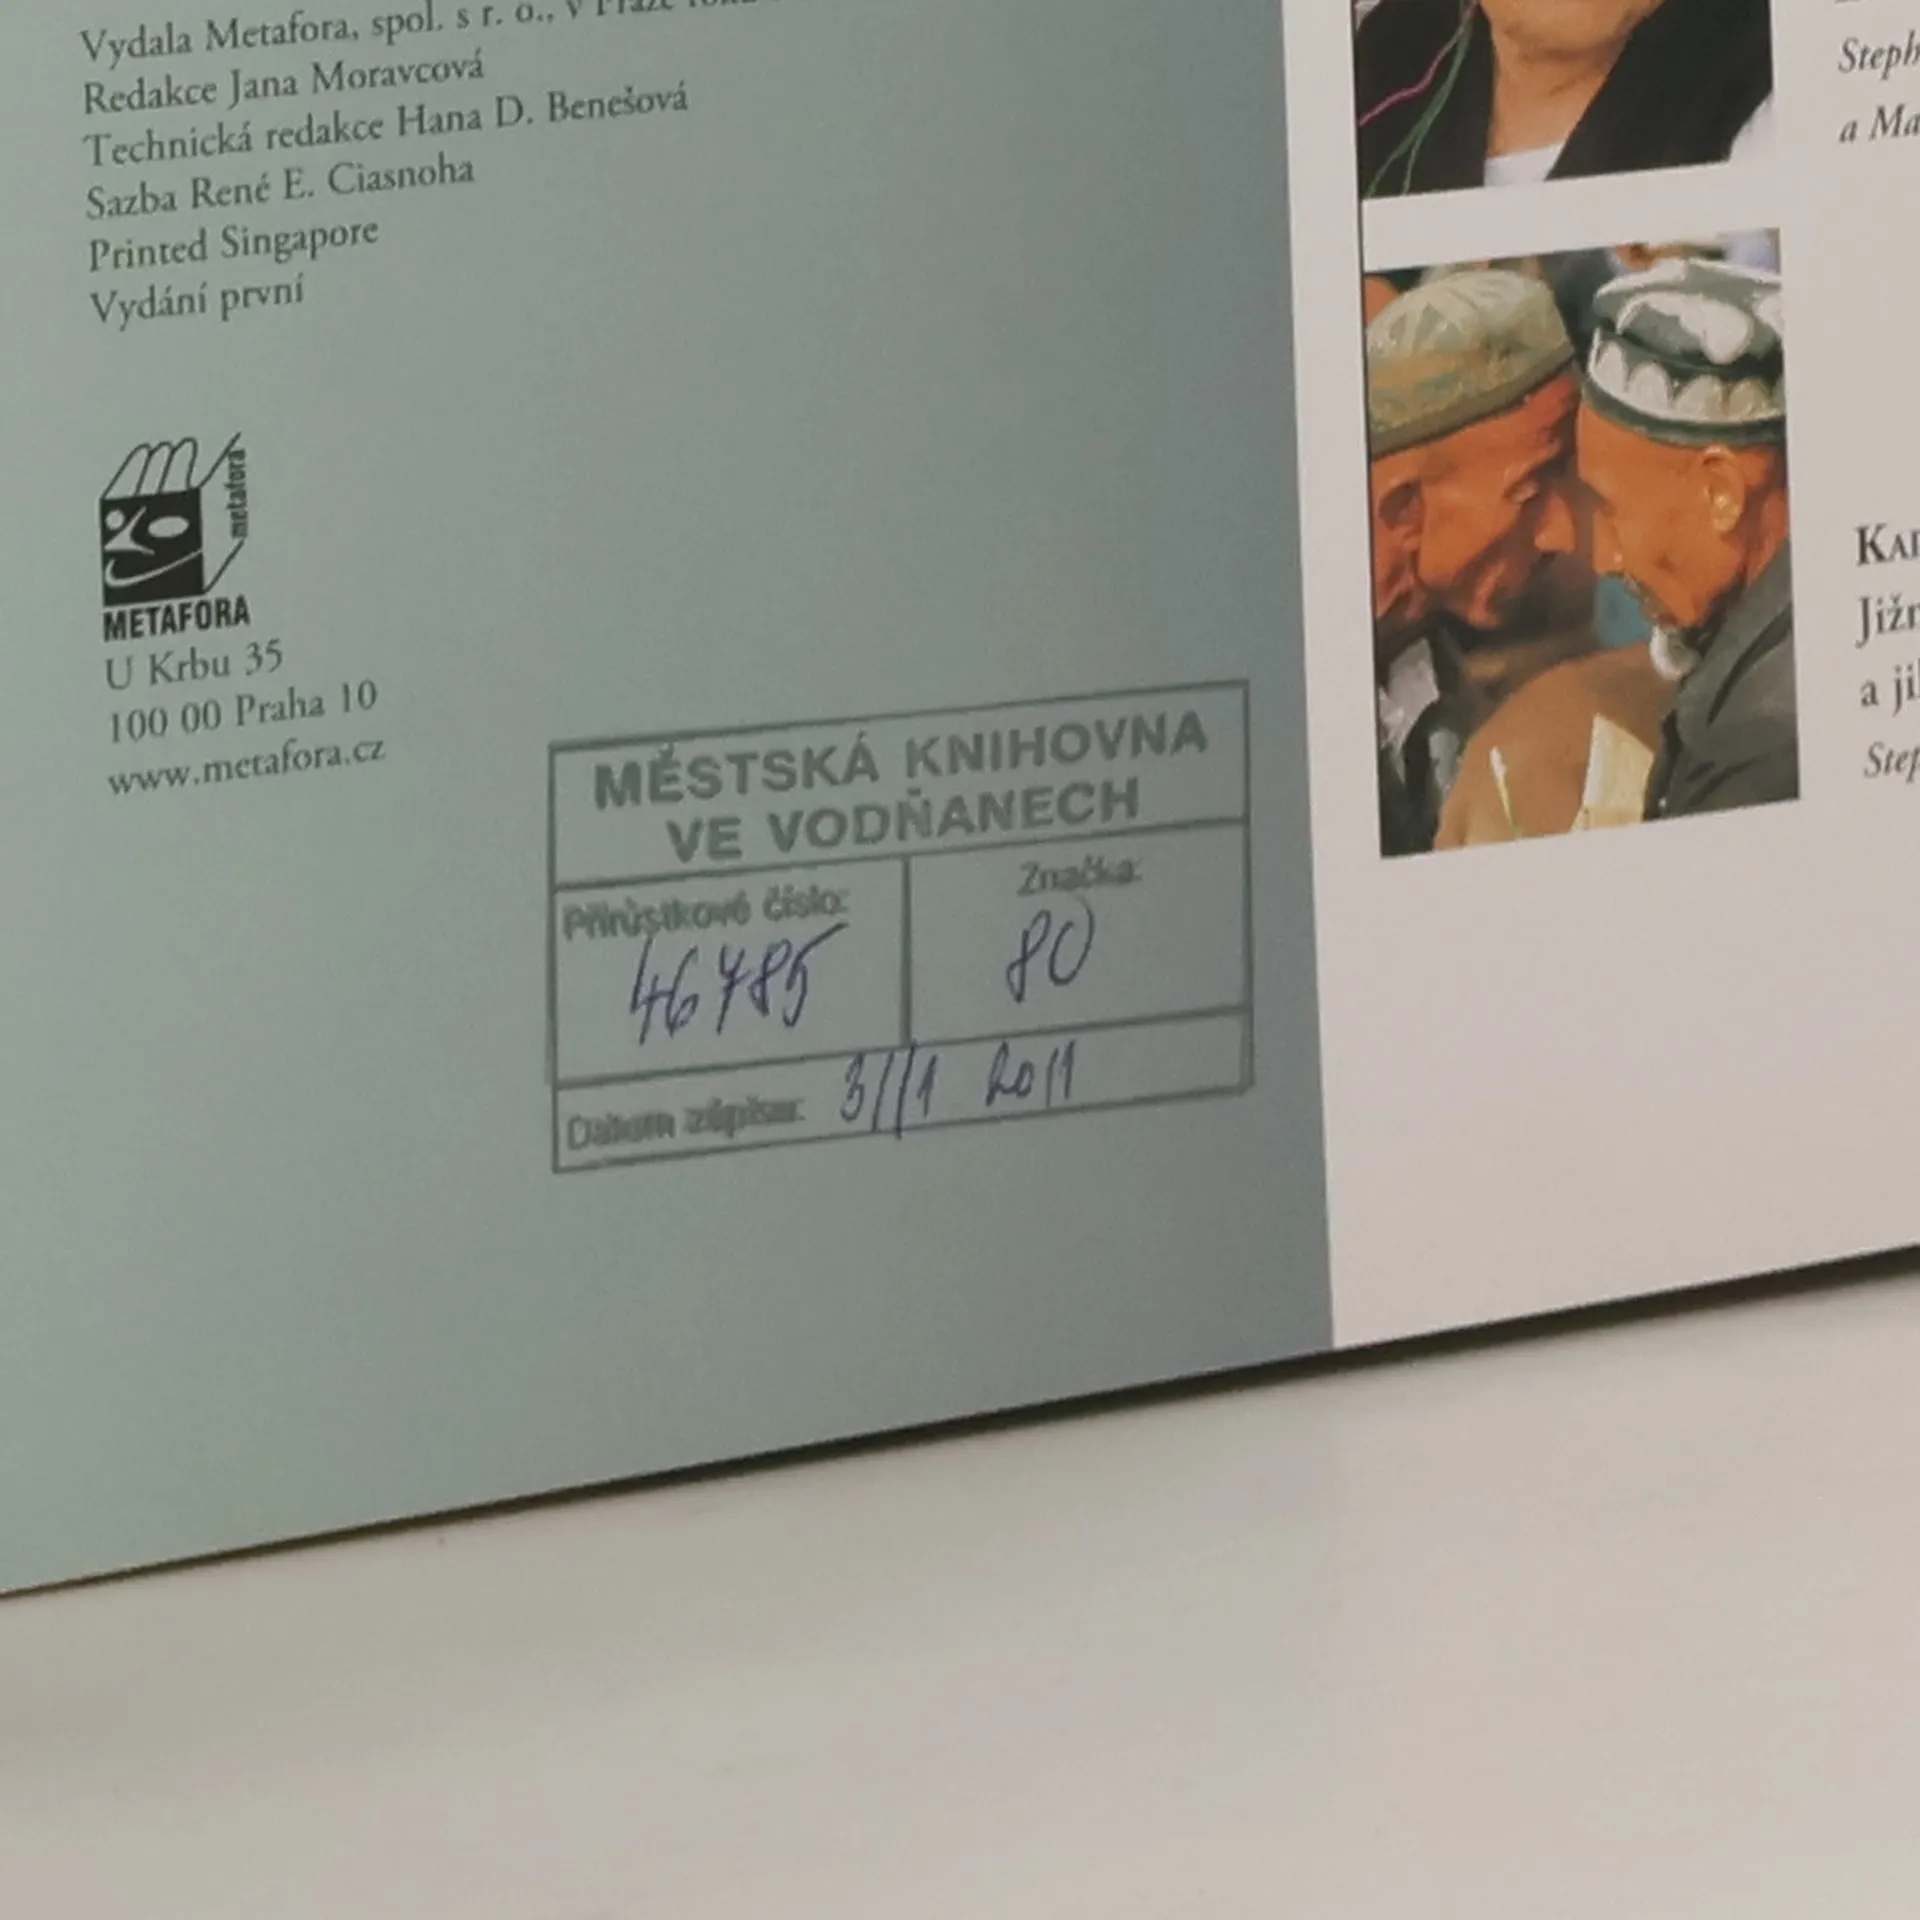 Vydala Metafora, spol. s r. o., v Praze
Redakce Jana Moravcová
Technická redakce Hana D. Benešová
Sazba René E. Ciasnoha
Printed Singapore
Vydání první
metafora
METAFORA
U Krbu 35
100 00 Praha 10
www.metafora.cz
MĚSTSKÁ KNIHOVNA
VE VODŇANECH
Přírůstkové číslo:
46785
Značka:
80
Datum zápisu: 3/1 2011
Steph
a Ma
Jižn
a ji
Step